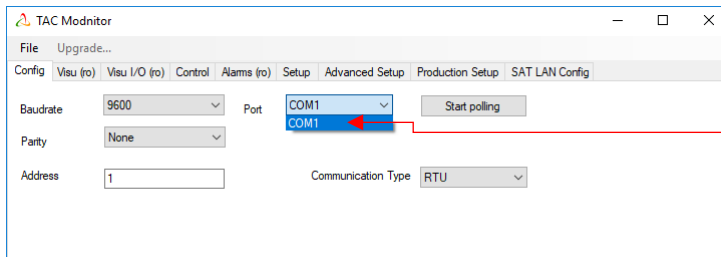 TAC Modnitor
File Upgrade...
Config Visu (ro) Visu I/O (ro) Control Alarms (ro) Setup Advanced Setup Production Setup SAT LAN Config
Baudrate 9600 Port COM1 Start polling
COM1
Parity None
Address 1 Communication Type RTU